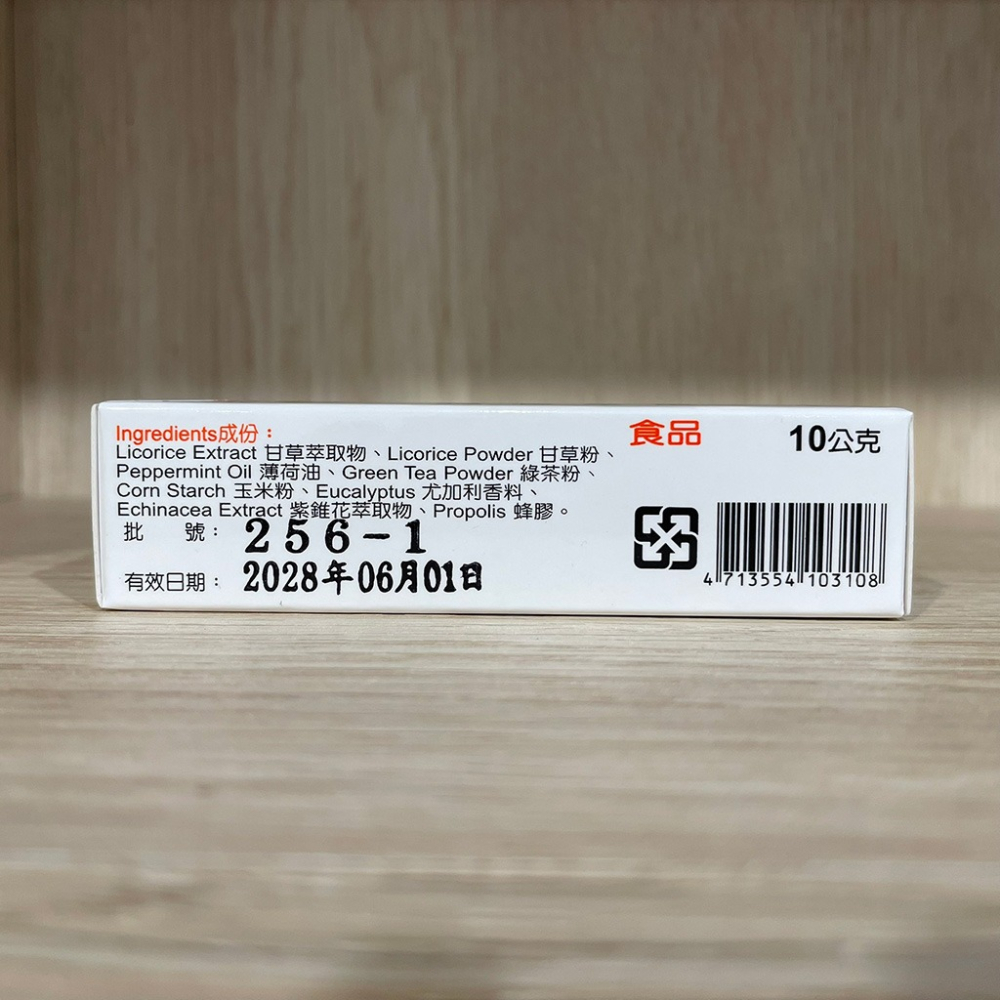 Ingredients成份：
Licorice Extract 甘草萃取物、Licorice Powder 甘草粉、
Peppermint Oil 薄荷油、Green Tea Powder 綠茶粉、
Corn Starch 玉米粉、Eucalyptus 尤加利香料、
Echinacea Extract 紫錐花萃取物、Propolis 蜂膠。
批 號：256-1
有效日期：2028年06月01日
食品
10公克
4 713554 103108